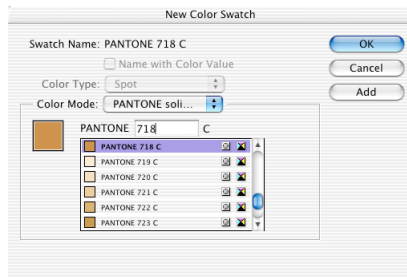 New Color Swatch
Swatch Name: PANTONE 718 C
Name with Color Value
Color Type: Spot
Color Mode: PANTONE soli...
PANTONE 718 C
PANTONE 718 C
PANTONE 719 C
PANTONE 720 C
PANTONE 721 C
PANTONE 722 C
PANTONE 723 C
OK
Cancel
Add